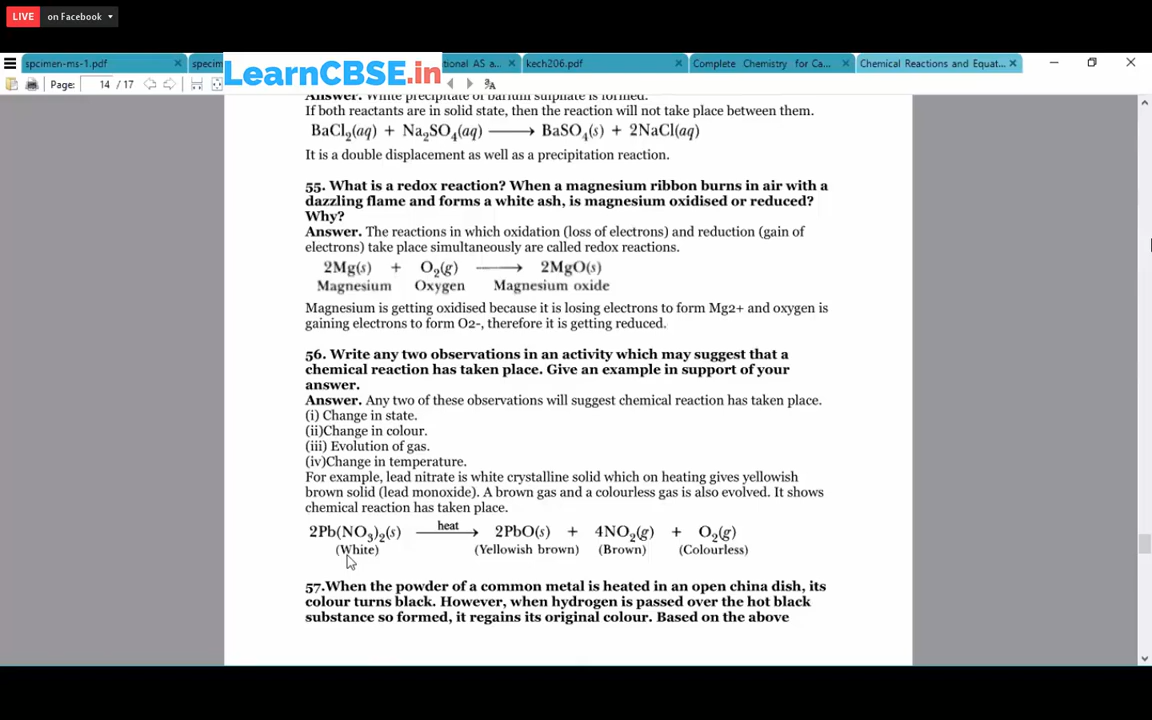 LIVE on Facebook
spcimen-ms-1.pdf × specim LearnCBSE.in tional AS a... × kech206.pdf × Complete Chemistry for Ca... × Chemical Reactions and Equat... ×
Page: 14 / 17
Answer. White precipitate of barium sulphate is formed.
If both reactants are in solid state, then the reaction will not take place between them.
BaCl₂(aq) + Na₂SO₄(aq) ⟶ BaSO₄(s) + 2NaCl(aq)
It is a double displacement as well as a precipitation reaction.
55. What is a redox reaction? When a magnesium ribbon burns in air with a
dazzling flame and forms a white ash, is magnesium oxidised or reduced?
Why?
Answer. The reactions in which oxidation (loss of electrons) and reduction (gain of
electrons) take place simultaneously are called redox reactions.
2Mg(s) + O₂(g) ⟶ 2MgO(s)
Magnesium Oxygen Magnesium oxide
Magnesium is getting oxidised because it is losing electrons to form Mg2+ and oxygen is
gaining electrons to form O2-, therefore it is getting reduced.
56. Write any two observations in an activity which may suggest that a
chemical reaction has taken place. Give an example in support of your
answer.
Answer. Any two of these observations will suggest chemical reaction has taken place.
(i) Change in state.
(ii)Change in colour.
(iii) Evolution of gas.
(iv)Change in temperature.
For example, lead nitrate is white crystalline solid which on heating gives yellowish
brown solid (lead monoxide). A brown gas and a colourless gas is also evolved. It shows
chemical reaction has taken place.
heat
2Pb(NO₃)₂(s) ⟶ 2PbO(s) + 4NO₂(g) + O₂(g)
(White) (Yellowish brown) (Brown) (Colourless)
57.When the powder of a common metal is heated in an open china dish, its
colour turns black. However, when hydrogen is passed over the hot black
substance so formed, it regains its original colour. Based on the above